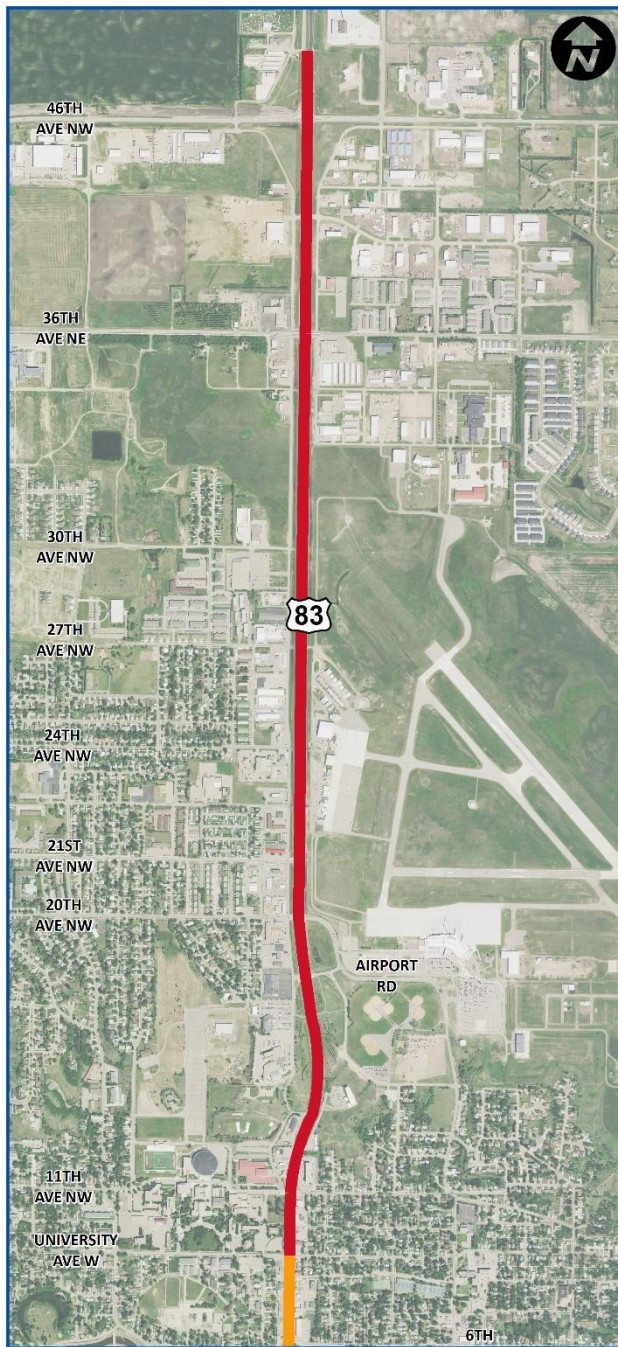 N
46TH
AVE NW
36TH
AVE NE
30TH
AVE NW
83
27TH
AVE NW
24TH
AVE NW
21ST
AVE NW
20TH
AVE NW
AIRPORT
RD
11TH
AVE NW
UNIVERSITY
AVE W
6TH